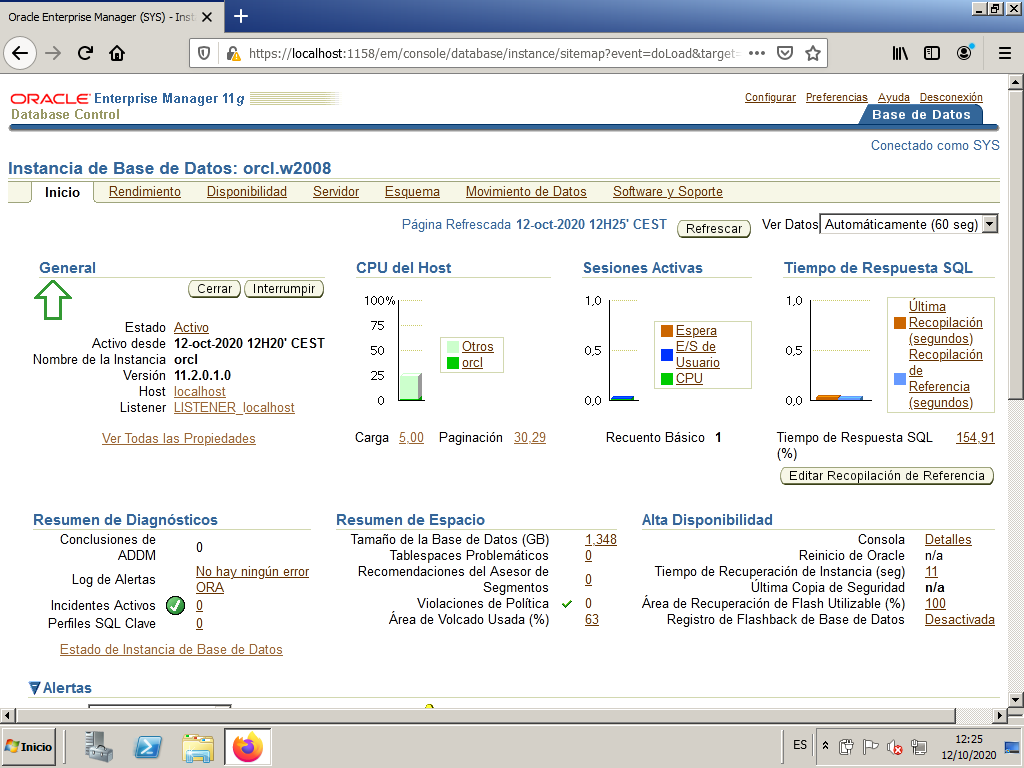 Oracle Enterprise Manager (SYS) - Inst
https://localhost:1158/em/console/database/instance/sitemap?event=doLoad&target=
ORACLE Enterprise Manager 11g
Database Control
Configurar Preferencias Ayuda Desconexión
Base de Datos
Conectado como SYS
Instancia de Base de Datos: orcl.w2008
Inicio Rendimiento Disponibilidad Servidor Esquema Movimiento de Datos Software y Soporte
Página Refrescada 12-oct-2020 12H25' CEST Refrescar Ver Datos Automáticamente (60 seg)
General
Cerrar Interrumpir
Estado Activo
Activo desde 12-oct-2020 12H20' CEST
Nombre de la Instancia orcl
Versión 11.2.0.1.0
Host localhost
Listener LISTENER_localhost
Ver Todas las Propiedades
CPU del Host
100%
75
50
25
0
Otros
orcl
Carga 5,00 Paginación 30,29
Sesiones Activas
1,0
0,5
0,0
Espera
E/S de
Usuario
CPU
Recuento Básico 1
Tiempo de Respuesta SQL
1,0
0,5
0,0
Última
Recopilación
(segundos)
Recopilación
de
Referencia
(segundos)
Tiempo de Respuesta SQL 154,91
(%)
Editar Recopilación de Referencia
Resumen de Diagnósticos
Conclusiones de
ADDM 0
Log de Alertas No hay ningún error
ORA
Incidentes Activos 0
Perfiles SQL Clave 0
Estado de Instancia de Base de Datos
Resumen de Espacio
Tamaño de la Base de Datos (GB) 1,348
Tablespaces Problemáticos 0
Recomendaciones del Asesor de
Segmentos 0
Violaciones de Política 0
Área de Volcado Usada (%) 63
Alta Disponibilidad
Consola Detalles
Reinicio de Oracle n/a
Tiempo de Recuperación de Instancia (seg) 11
Última Copia de Seguridad n/a
Área de Recuperación de Flash Utilizable (%) 100
Registro de Flashback de Base de Datos Desactivada
Alertas
Inicio
ES
12:25
12/10/2020